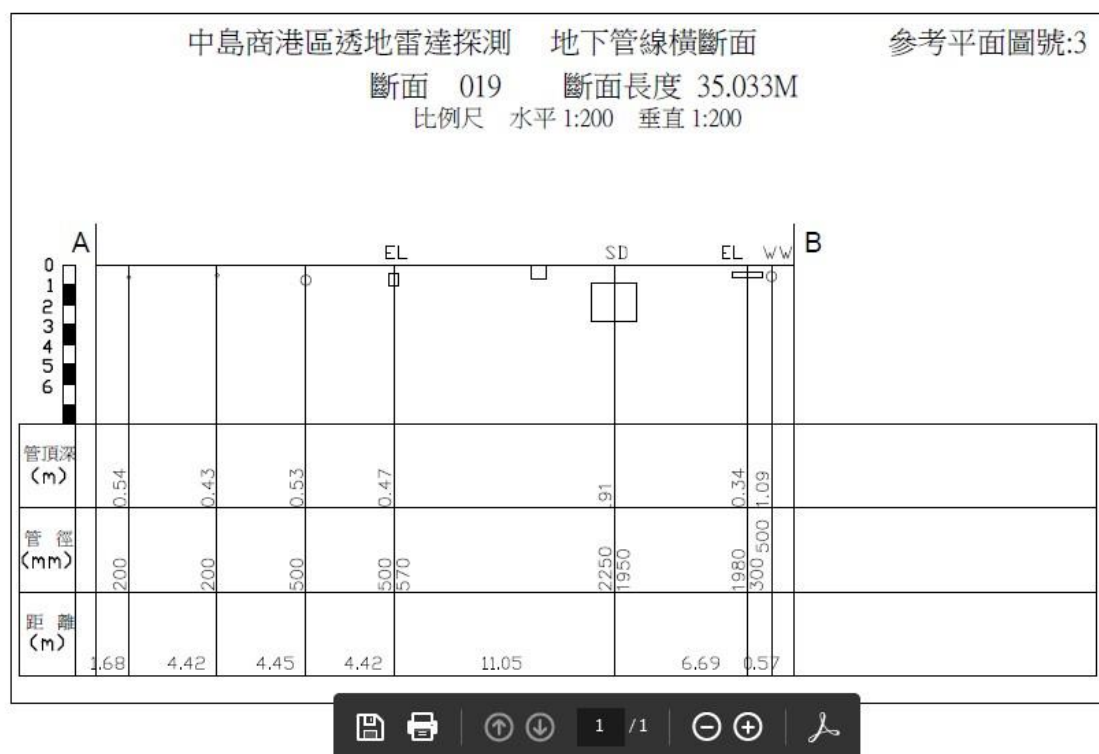 中島商港區透地雷達探測 地下管線橫斷面 參考平面圖號:3
斷面 019 斷面長度 35.033M
比例尺 水平 1:200 垂直 1:200
A EL SD EL W W B
0
1
2
3
4
5
6
管頂深 (m) 0.54 0.43 0.53 0.47 .91 0.34 1.09
管徑 (mm) 200 200 500 500 570 2250 1950 1980 300 500
距離 (m) 1.68 4.42 4.45 4.42 11.05 6.69 0.57
1 /1